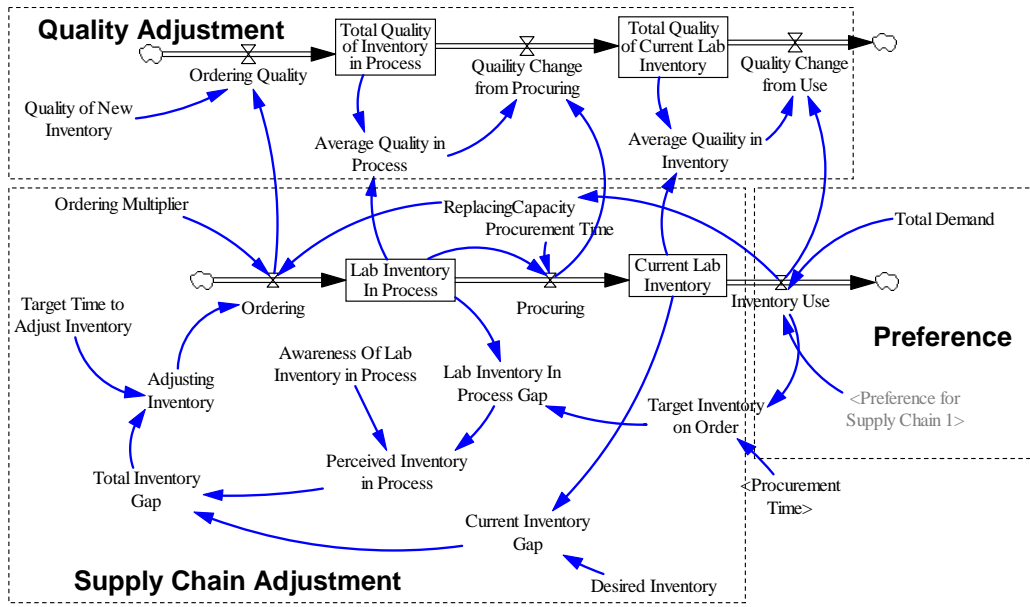 Quality Adjustment
Total Quality
of Inventory
in Process
Total Quality
of Current Lab
Inventory
Ordering Quality
Quaility Change
from Procuring
Quality Change
from Use
Quality of New
Inventory
Average Quality in
Process
Average Quaility in
Inventory
Ordering Multiplier
ReplacingCapacity
Procurement Time
Total Demand
Lab Inventory
In Process
Current Lab
Inventory
Ordering
Procuring
Inventory Use
Target Time to
Adjust Inventory
Preference
Awareness Of Lab
Inventory in Process
Lab Inventory In
Process Gap
Adjusting
Inventory
Target Inventory
on Order
<Preference for
Supply Chain 1>
Total Inventory
Gap
Perceived Inventory
in Process
<Procurement
Time>
Current Inventory
Gap
Desired Inventory
Supply Chain Adjustment